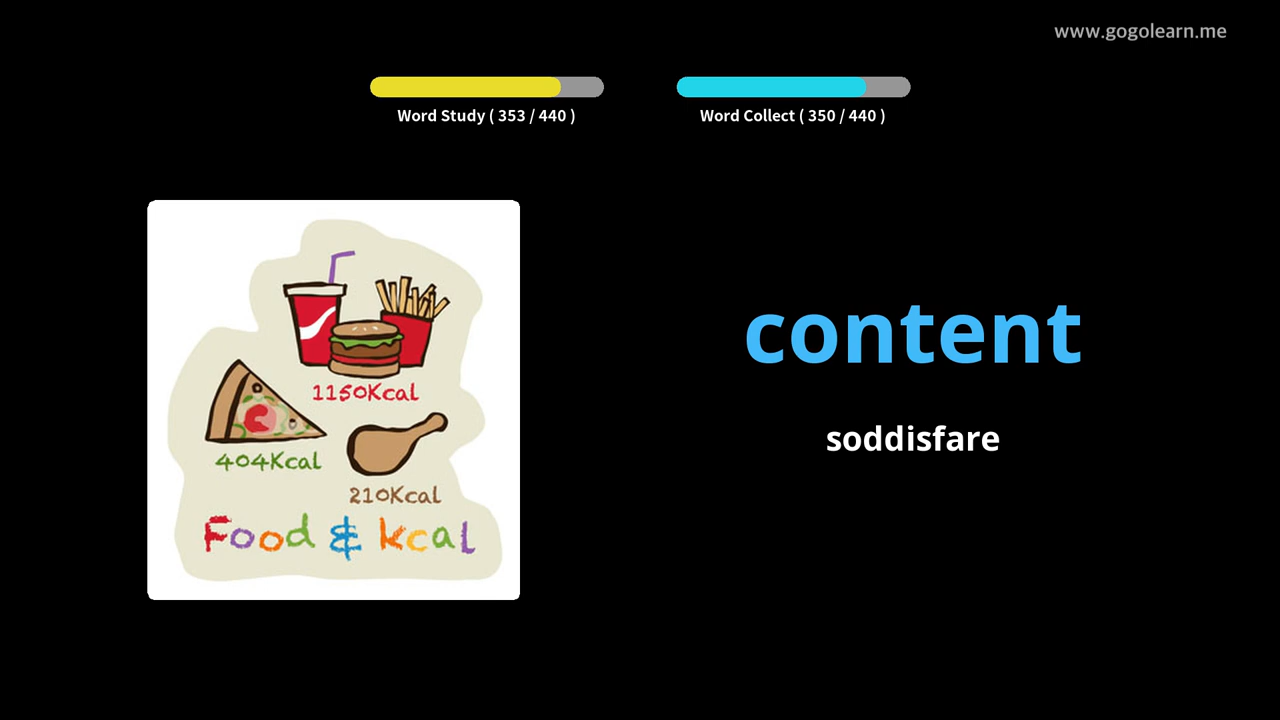 www.gogolearn.me
Word Study ( 353 / 440 )
Word Collect ( 350 / 440 )
1150Kcal
404Kcal
210Kcal
Food & kcal
content
soddisfare